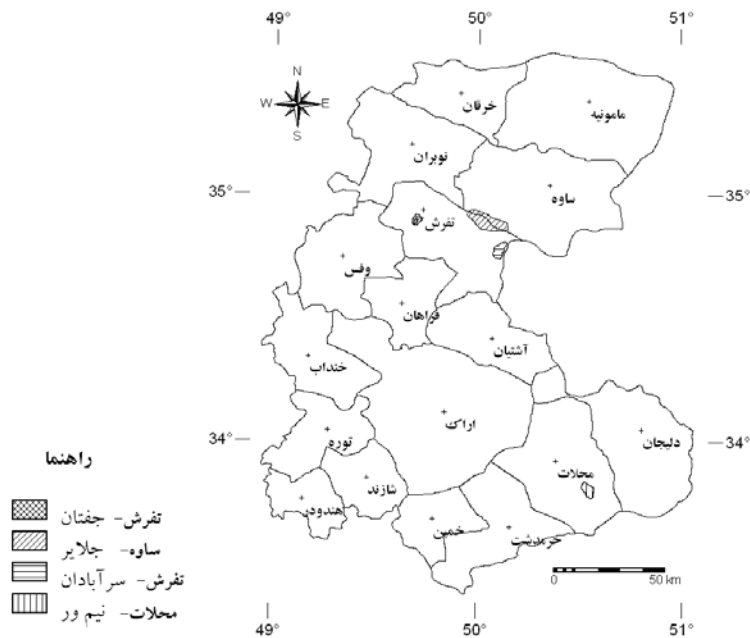 49° 50° 51°
N
W E
S
خرقان
مامونیه
نوبران
ساوه
35° 35°
تفرش
وفس
فراهان
آشتیان
خنداب
اراک
دلیجان
توره
34° 34°
محلات
شازند
هندودر
خمین
خرمدشت
راهنما
تفرش- جفتان
ساوه- جلایر
تفرش- سرآبادان
محلات- نیم ور
0 50 km
49° 50° 51°